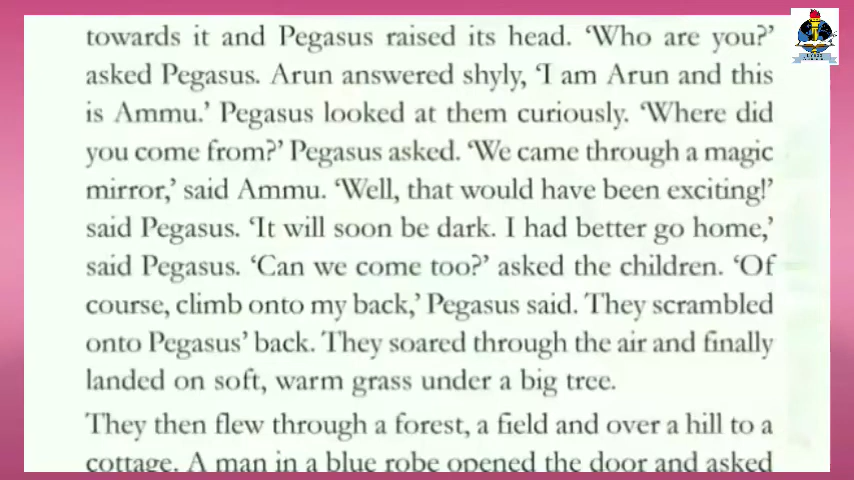 towards it and Pegasus raised its head. ‘Who are you?’
asked Pegasus. Arun answered shyly, ‘I am Arun and this
is Ammu.’ Pegasus looked at them curiously. ‘Where did
you come from?’ Pegasus asked. ‘We came through a magic
mirror,’ said Ammu. ‘Well, that would have been exciting!’
said Pegasus. ‘It will soon be dark. I had better go home,’
said Pegasus. ‘Can we come too?’ asked the children. ‘Of
course, climb onto my back,’ Pegasus said. They scrambled
onto Pegasus’ back. They soared through the air and finally
landed on soft, warm grass under a big tree.
They then flew through a forest, a field and over a hill to a
cottage. A man in a blue robe opened the door and asked